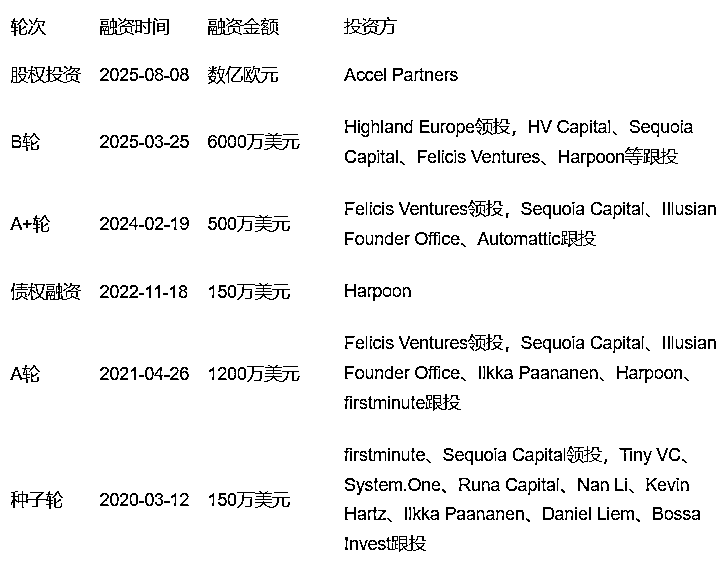 轮次 融资时间 融资金额 投资方
股权投资 2025-08-08 数亿欧元 Accel Partners
B轮 2025-03-25 6000万美元 Highland Europe领投，HV Capital、Sequoia
Capital、Felicis Ventures、Harpoon等跟投
A+轮 2024-02-19 500万美元 Felicis Ventures领投，Sequoia Capital、Illusian
Founder Office、Automattic跟投
债权融资 2022-11-18 150万美元 Harpoon
A轮 2021-04-26 1200万美元 Felicis Ventures领投，Sequoia Capital、Illusian
Founder Office、Ilkka Paananen、Harpoon、
firstminute跟投
种子轮 2020-03-12 150万美元 firstminute、Sequoia Capital领投，Tiny VC、
System.One、Runa Capital、Nan Li、Kevin
Hartz、Ilkka Paananen、Daniel Liem、Bossa
Invest跟投